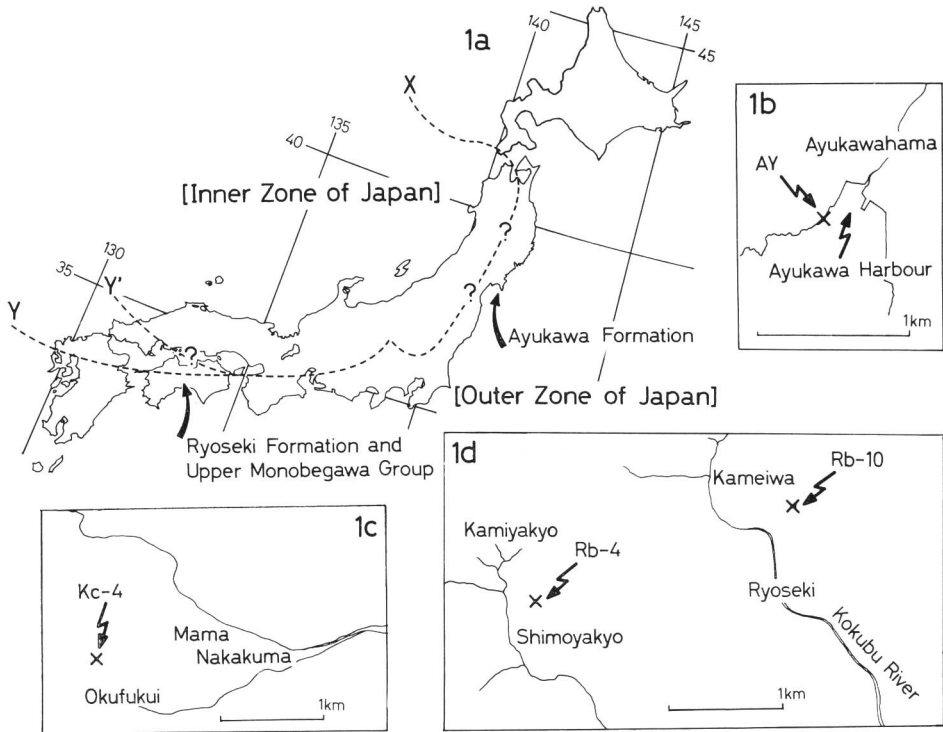 1a
140
145
45
X
135
40
[Inner Zone of Japan]
130
35
Y'
Y
?
?
?
Ayukawa Formation
[Outer Zone of Japan]
Ryoseki Formation and
Upper Monobegawa Group
1b
Ayukawahama
AY
Ayukawa Harbour
1km
1c
Kc-4
Mama
Nakakuma
Okufukui
1km
1d
Rb-10
Kameiwa
Kamiyakyo
Rb-4
Ryoseki
Shimoyakyo
Kokubu River
1km